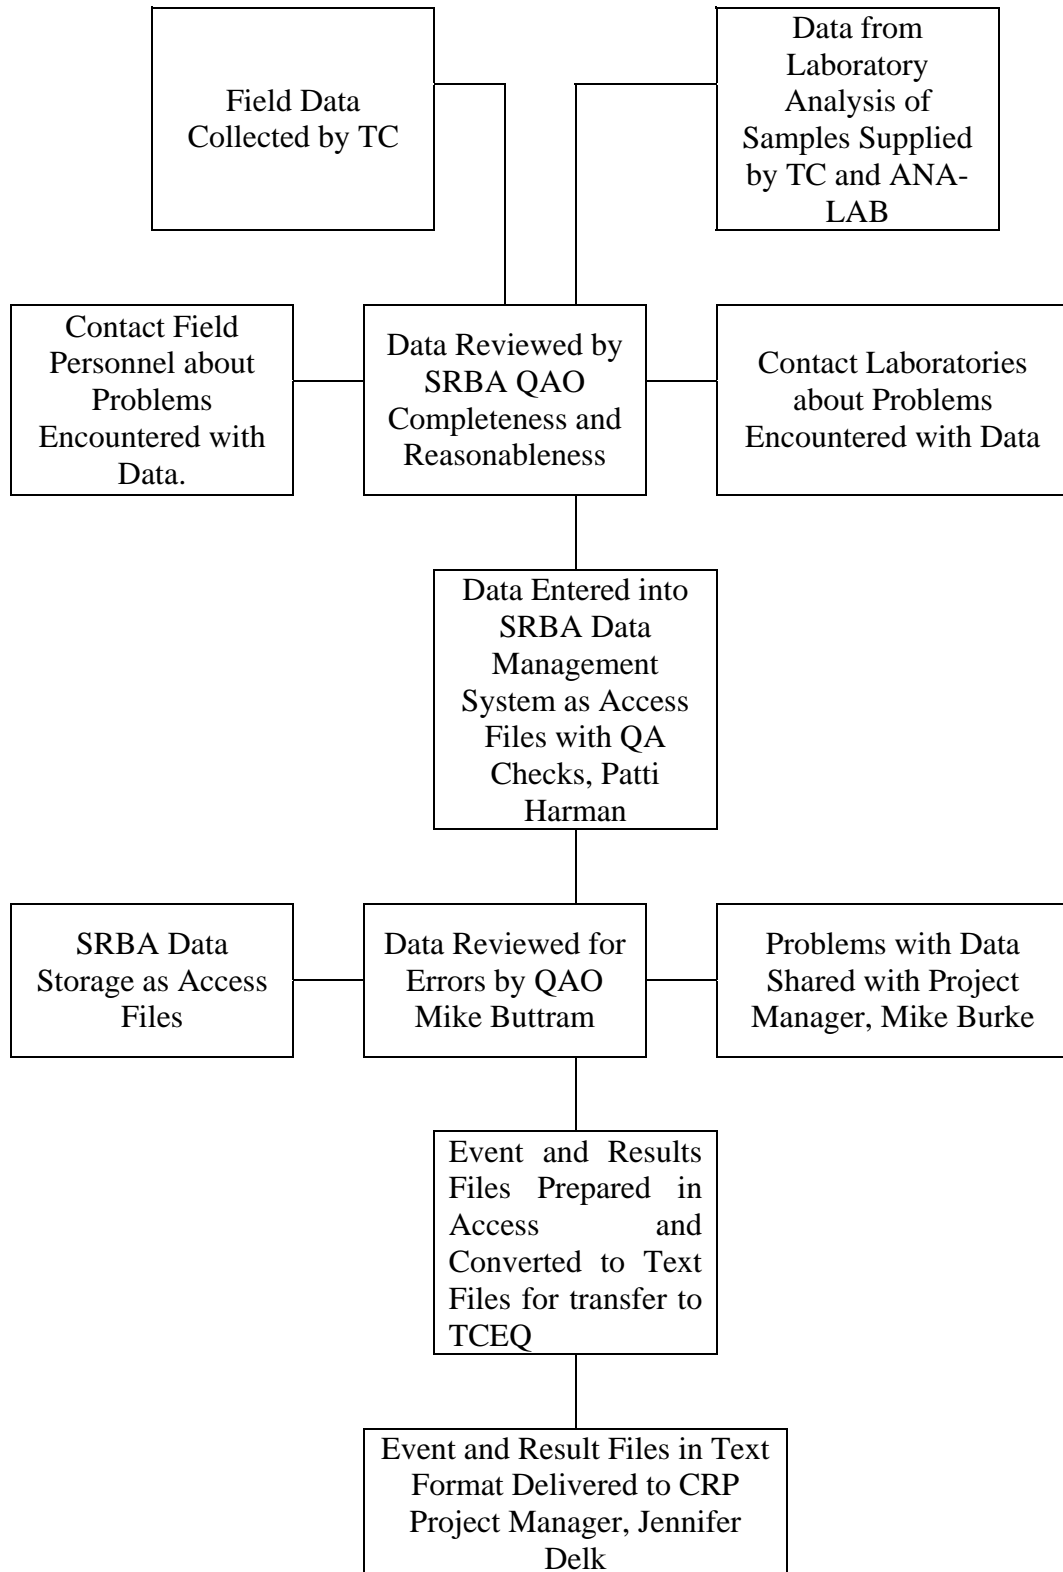 Field Data
Collected by TC
Data from
Laboratory
Analysis of
Samples Supplied
by TC and ANA-
LAB
Contact Field
Personnel about
Problems
Encountered with
Data.
Data Reviewed by
SRBA QAO
Completeness and
Reasonableness
Contact Laboratories
about Problems
Encountered with Data
Data Entered into
SRBA Data
Management
System as Access
Files with QA
Checks, Patti
Harman
SRBA Data
Storage as Access
Files
Data Reviewed for
Errors by QAO
Mike Buttram
Problems with Data
Shared with Project
Manager, Mike Burke
Event and Results
Files Prepared in
Access and
Converted to Text
Files for transfer to
TCEQ
Event and Result Files in Text
Format Delivered to CRP
Project Manager, Jennifer
Delk